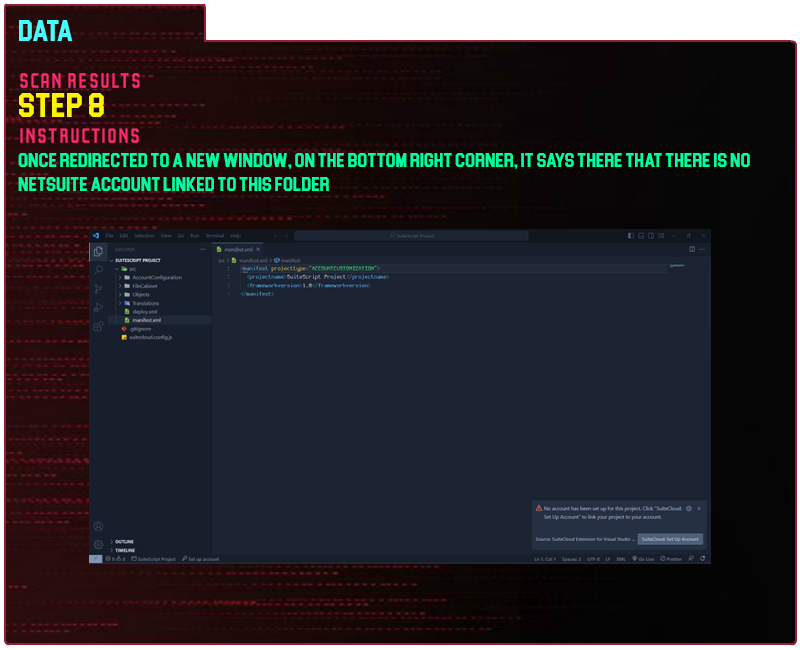 DATA
SCAN RESULTS
STEP 8
INSTRUCTIONS
ONCE REDIRECTED TO A NEW WINDOW, ON THE BOTTOM RIGHT CORNER, IT SAYS THERE THAT THERE IS NO
NETSUITE ACCOUNT LINKED TO THIS FOLDER
File Edit Selection View Go Run Terminal Help
SuiteScript Project
EXPLORER
manifest.xml
SUITESCRIPT PROJECT
src > manifest.xml > manifest
src
1 <manifest projecttype="ACCOUNTCUSTOMIZATION">
AccountConfiguration
2 <projectname>SuiteScript Project</projectname>
FileCabinet
3 <frameworkversion>1.0</frameworkversion>
Objects
4 </manifest>
Translations
deploy.xml
manifest.xml
.gitignore
suitecloud.config.js
No account has been set up for this project. Click "SuiteCloud:
Set Up Account" to link your project to your account.
Source: SuiteCloud Extension for Visual Studio ...
SuiteCloud Set Up Account
OUTLINE
TIMELINE
0 0 SuiteScript Project Set up account
Ln 1, Col 1 Spaces: 2 UTF-8 LF XML Go Live Prettier